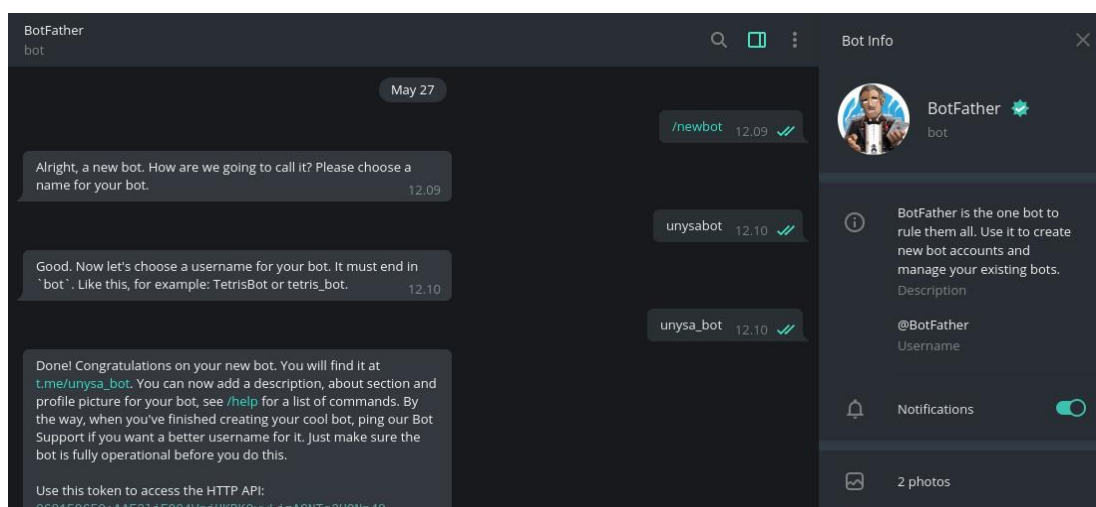 BotFather
bot
May 27
/newbot 12.09
Alright, a new bot. How are we going to call it? Please choose a
name for your bot.
12.09
unysabot 12.10
Good. Now let's choose a username for your bot. It must end in
`bot`. Like this, for example: TetrisBot or tetris_bot.
12.10
unysa_bot 12.10
Done! Congratulations on your new bot. You will find it at
t.me/unysa_bot. You can now add a description, about section and
profile picture for your bot, see /help for a list of commands. By
the way, when you've finished creating your cool bot, ping our Bot
Support if you want a better username for it. Just make sure the
bot is fully operational before you do this.
Use this token to access the HTTP API:
Bot Info
BotFather
bot
BotFather is the one bot to
rule them all. Use it to create
new bot accounts and
manage your existing bots.
Description
@BotFather
Username
Notifications
2 photos